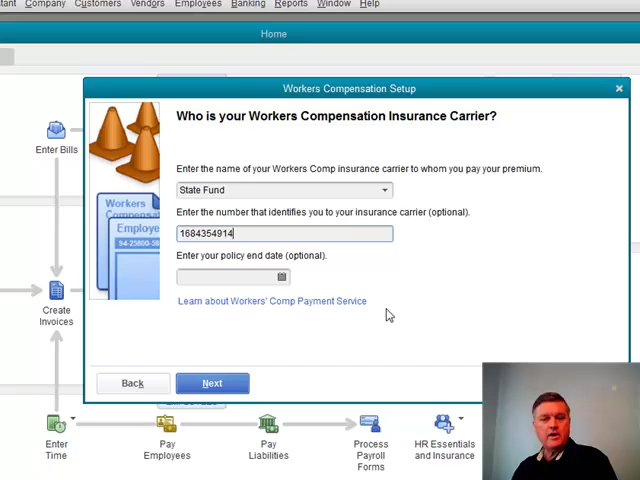 tant Company Customers Vendors Employees Banking Reports Window Help
Home
Workers Compensation Setup
Who is your Workers Compensation Insurance Carrier?
Enter the name of your Workers Comp insurance carrier to whom you pay your premium.
State Fund
Enter the number that identifies you to your insurance carrier (optional).
1684354914
Enter your policy end date (optional).
Learn about Workers' Comp Payment Service
Back
Next
Workers
Compensa
Employe
Enter Bills
Create
Invoices
Enter
Time
Pay
Employees
Pay
Liabilities
Process
Payroll
Forms
HR Essentials
and Insurance